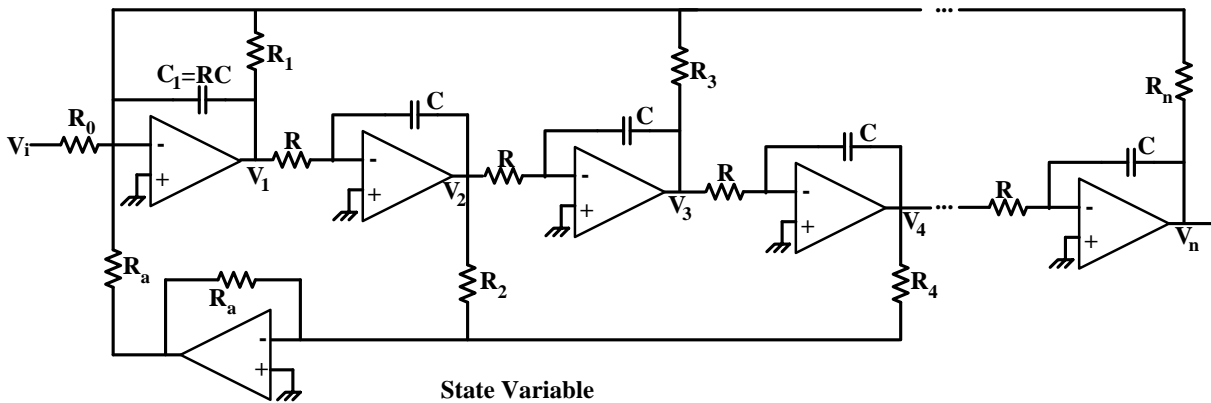 ...
R₁
R₃
Rₙ
C₁=RC
C
C
C
R₀
Vᵢ
-
+
V₁
R
-
+
V₂
R
-
+
V₃
R
-
+
V₄
...
R
-
+
Vₙ
Rₐ
Rₐ
R₂
R₄
-
+
State Variable